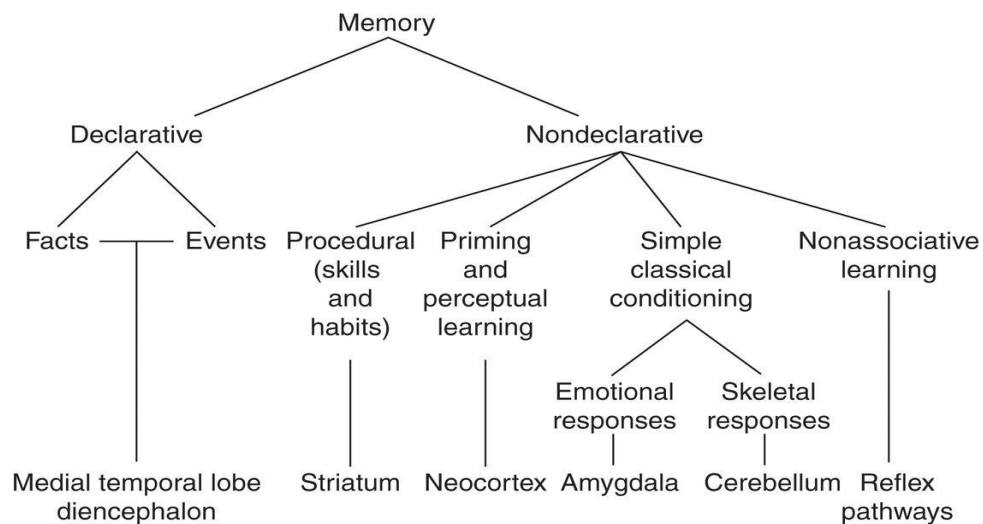 Memory
Declarative
Nondeclarative
Facts
Events
Procedural
(skills
and
habits)
Priming
and
perceptual
learning
Simple
classical
conditioning
Nonassociative
learning
Emotional
responses
Skeletal
responses
Medial temporal lobe
diencephalon
Striatum
Neocortex
Amygdala
Cerebellum
Reflex
pathways